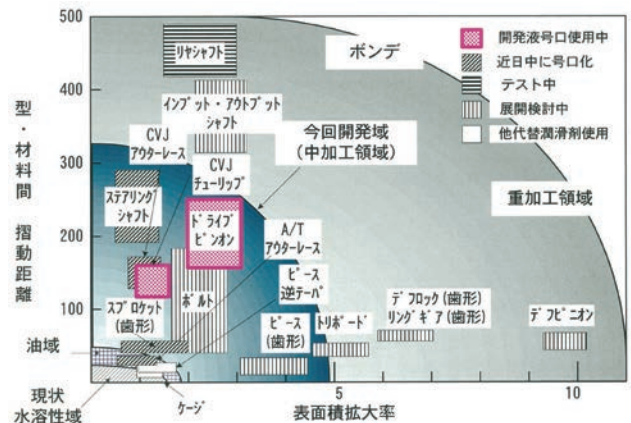 500
400
300
200
100
型・材料間 摺動距離
リヤシャフト
ボンデ
開発液号口使用中
近日中に号口化
テスト中
展開検討中
他代替潤滑剤使用
インプット・アウトプット
シャフト
CVJ
アウターレース
CVJ
チューリップ
今回開発域
(中加工領域)
重加工領域
ステアリング
シャフト
ドライブ
ピンオン
A/T
アウターレース
ピース
逆テーパ
スプロケット
(歯形)
ボルト
ピース
(歯形)
トリポード
デフロック(歯形)
リングギア(歯形)
デフピニオン
油域
現状
水溶性域
ケージ
5
10
表面積拡大率